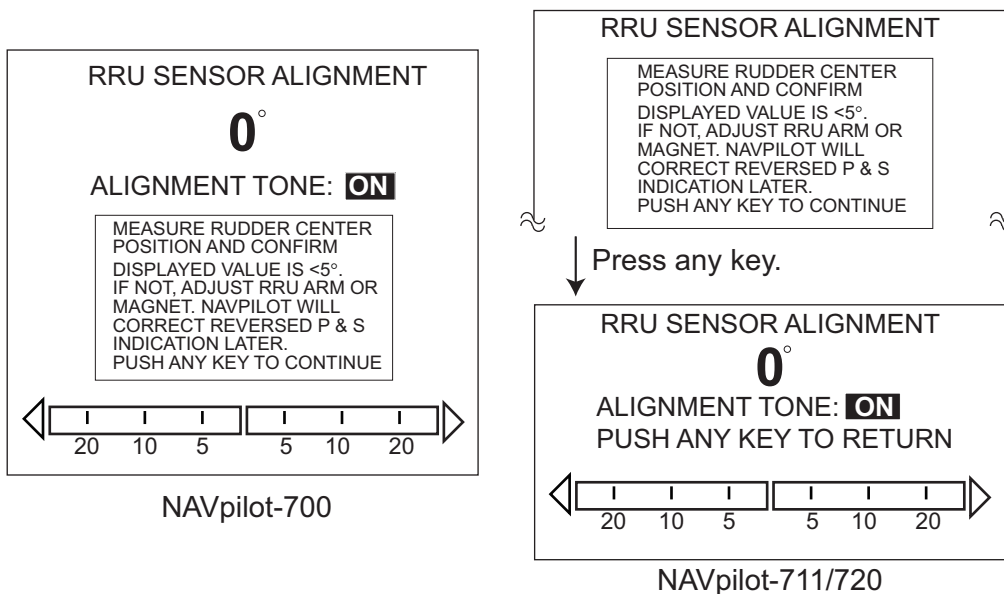 RRU SENSOR ALIGNMENT
0°
ALIGNMENT TONE: ON
MEASURE RUDDER CENTER
POSITION AND CONFIRM
DISPLAYED VALUE IS <5°.
IF NOT, ADJUST RRU ARM OR
MAGNET. NAVPILOT WILL
CORRECT REVERSED P & S
INDICATION LATER.
PUSH ANY KEY TO CONTINUE
20 10 5 5 10 20
NAVpilot-700
RRU SENSOR ALIGNMENT
MEASURE RUDDER CENTER
POSITION AND CONFIRM
DISPLAYED VALUE IS <5°.
IF NOT, ADJUST RRU ARM OR
MAGNET. NAVPILOT WILL
CORRECT REVERSED P & S
INDICATION LATER.
PUSH ANY KEY TO CONTINUE
Press any key.
RRU SENSOR ALIGNMENT
0°
ALIGNMENT TONE: ON
PUSH ANY KEY TO RETURN
20 10 5 5 10 20
NAVpilot-711/720